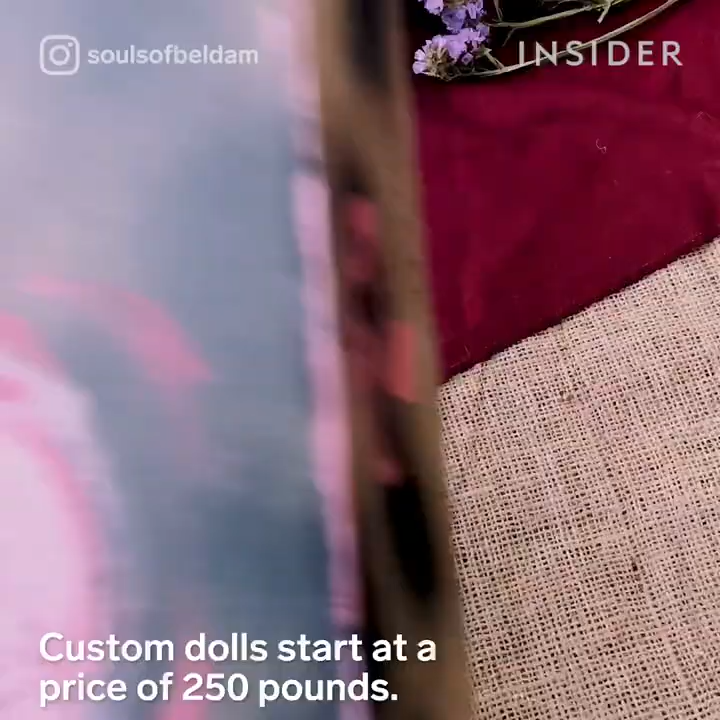 soulsofbeldam
INSIDER
Custom dolls start at a
price of 250 pounds.